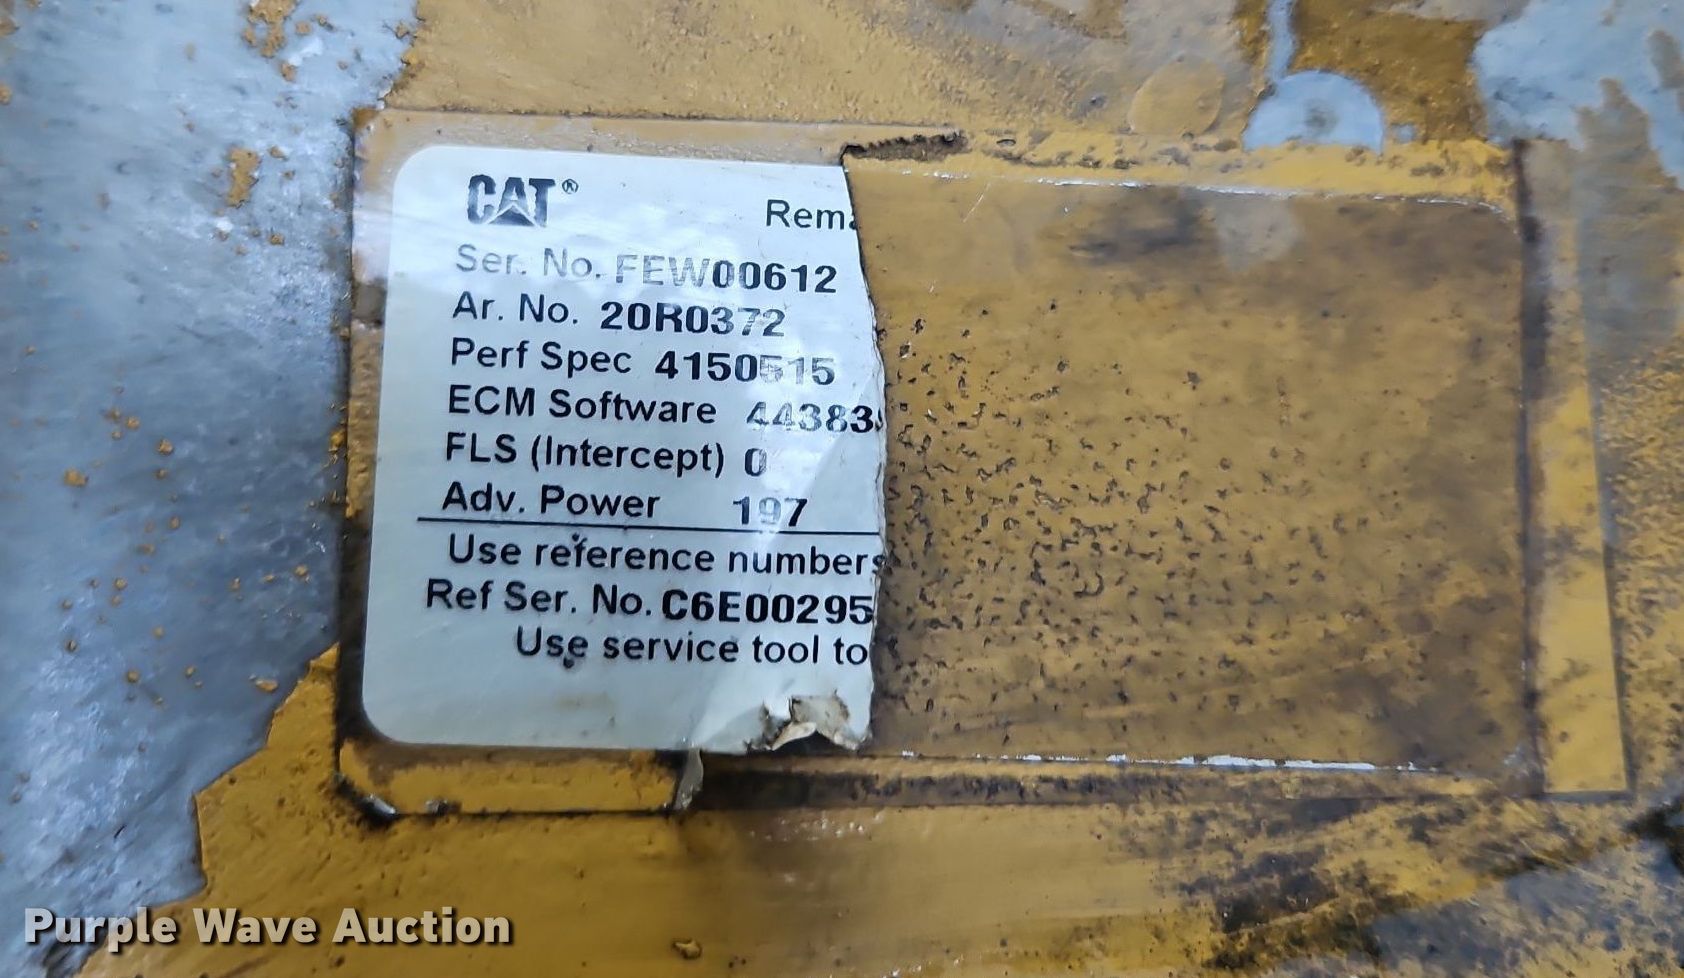 CAT®
Ser. No. FEW00612
Ar. No. 20R0372
Perf Spec 4150515
ECM Software
FLS (Intercept) 0
Adv. Power 197
Use reference numbers
Ref Ser. No. C6E00295
Use service tool to
Purple Wave Auction